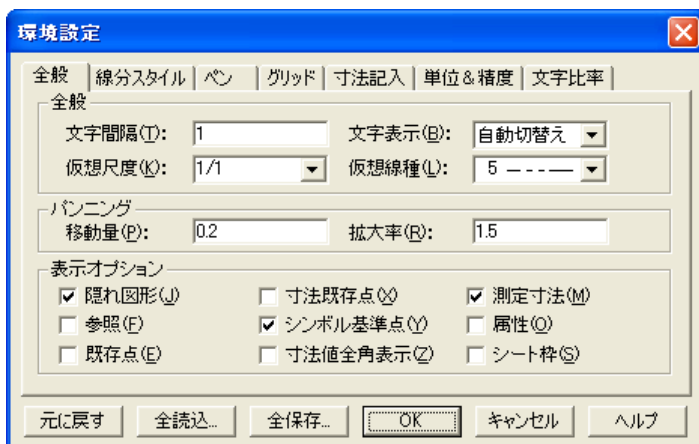 環境設定
全般 線分スタイル ペン グリッド 寸法記入 単位＆精度 文字比率
全般
文字間隔(T): 1 文字表示(B): 自動切替え
仮想尺度(K): 1/1 仮想線種(L): 5
パンニング
移動量(P): 0.2 拡大率(R): 1.5
表示オプション
隠れ図形(J) 寸法既存点(X) 測定寸法(M)
参照(F) シンボル基準点(Y) 属性(O)
既存点(E) 寸法値全角表示(Z) シート枠(S)
元に戻す 全読込... 全保存... OK キャンセル ヘルプ